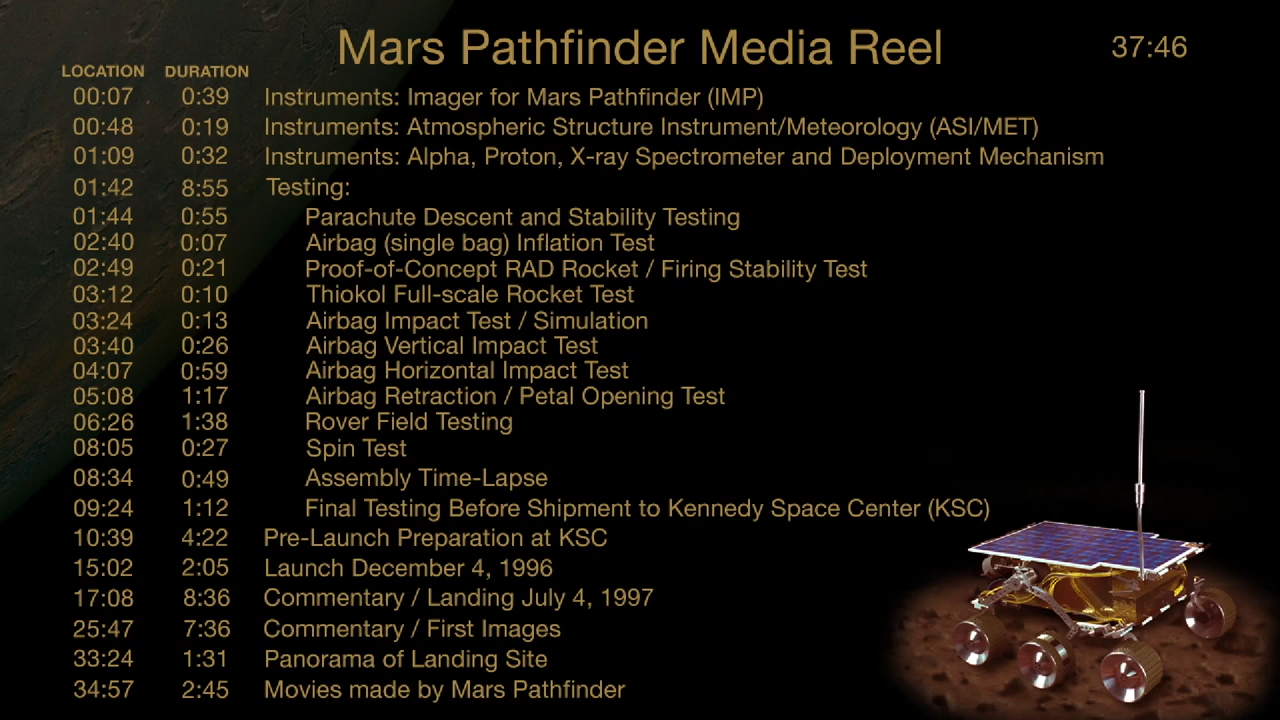 Mars Pathfinder Media Reel 37:46
LOCATION DURATION
00:07 0:39 Instruments: Imager for Mars Pathfinder (IMP)
00:48 0:19 Instruments: Atmospheric Structure Instrument/Meteorology (ASI/MET)
01:09 0:32 Instruments: Alpha, Proton, X-ray Spectrometer and Deployment Mechanism
01:42 8:55 Testing:
01:44 0:55 Parachute Descent and Stability Testing
02:40 0:07 Airbag (single bag) Inflation Test
02:49 0:21 Proof-of-Concept RAD Rocket / Firing Stability Test
03:12 0:10 Thiokol Full-scale Rocket Test
03:24 0:13 Airbag Impact Test / Simulation
03:40 0:26 Airbag Vertical Impact Test
04:07 0:59 Airbag Horizontal Impact Test
05:08 1:17 Airbag Retraction / Petal Opening Test
06:26 1:38 Rover Field Testing
08:05 0:27 Spin Test
08:34 0:49 Assembly Time-Lapse
09:24 1:12 Final Testing Before Shipment to Kennedy Space Center (KSC)
10:39 4:22 Pre-Launch Preparation at KSC
15:02 2:05 Launch December 4, 1996
17:08 8:36 Commentary / Landing July 4, 1997
25:47 7:36 Commentary / First Images
33:24 1:31 Panorama of Landing Site
34:57 2:45 Movies made by Mars Pathfinder